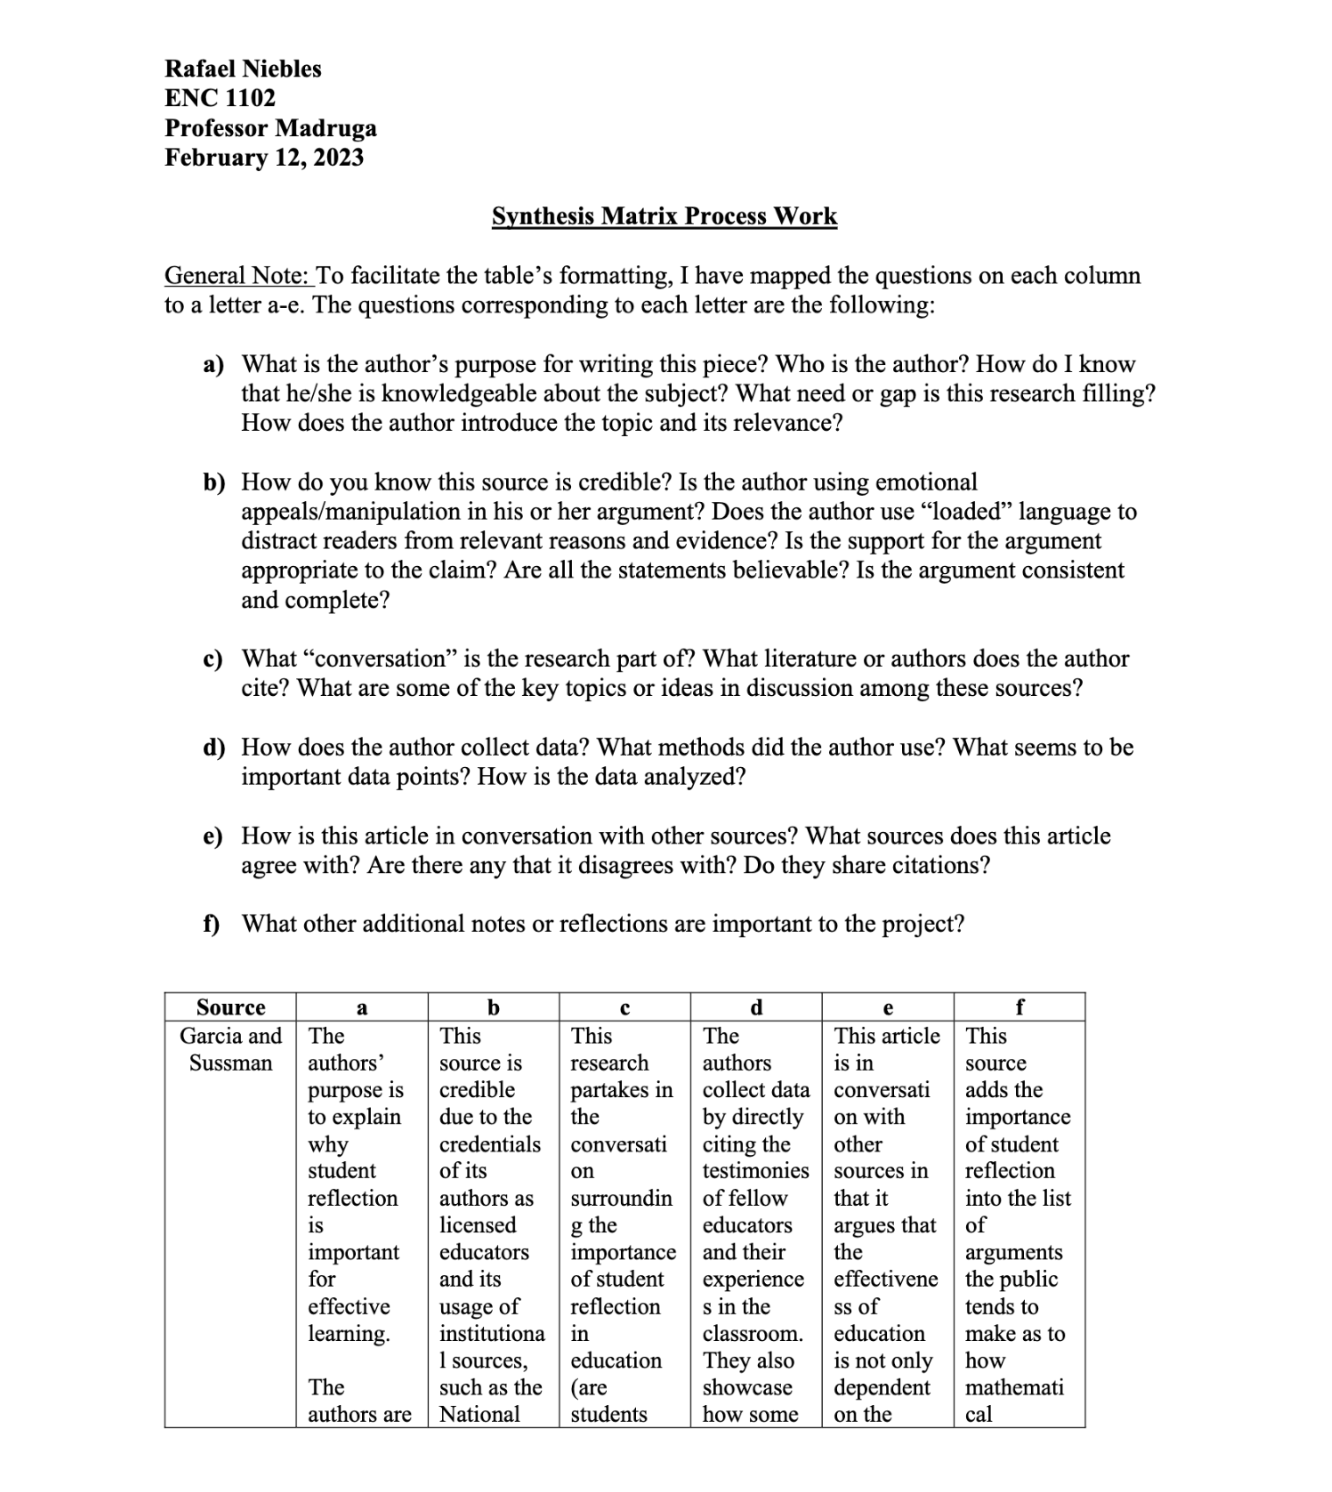 Rafael Niebles
ENC 1102
Professor Madruga
February 12, 2023
Synthesis Matrix Process Work
General Note: To facilitate the table’s formatting, I have mapped the questions on each column
to a letter a-e. The questions corresponding to each letter are the following:
a) What is the author’s purpose for writing this piece? Who is the author? How do I know
that he/she is knowledgeable about the subject? What need or gap is this research filling?
How does the author introduce the topic and its relevance?
b) How do you know this source is credible? Is the author using emotional
appeals/manipulation in his or her argument? Does the author use “loaded” language to
distract readers from relevant reasons and evidence? Is the support for the argument
appropriate to the claim? Are all the statements believable? Is the argument consistent
and complete?
c) What “conversation” is the research part of? What literature or authors does the author
cite? What are some of the key topics or ideas in discussion among these sources?
d) How does the author collect data? What methods did the author use? What seems to be
important data points? How is the data analyzed?
e) How is this article in conversation with other sources? What sources does this article
agree with? Are there any that it disagrees with? Do they share citations?
f) What other additional notes or reflections are important to the project?
Source a b c d e f
Garcia and
Sussman
The
authors’
purpose is
to explain
why
student
reflection
is
important
for
effective
learning.
The
authors are
This
source is
credible
due to the
credentials
of its
authors as
licensed
educators
and its
usage of
institutiona
l sources,
such as the
National
This
research
partakes in
the
conversati
on
surroundin
g the
importance
of student
reflection
in
education
(are
students
The
authors
collect data
by directly
citing the
testimonies
of fellow
educators
and their
experience
s in the
classroom.
They also
showcase
how some
This article
is in
conversati
on with
other
sources in
that it
argues that
the
effectivene
ss of
education
is not only
dependent
on the
This
source
adds the
importance
of student
reflection
into the list
of
arguments
the public
tends to
make as to
how
mathemati
cal